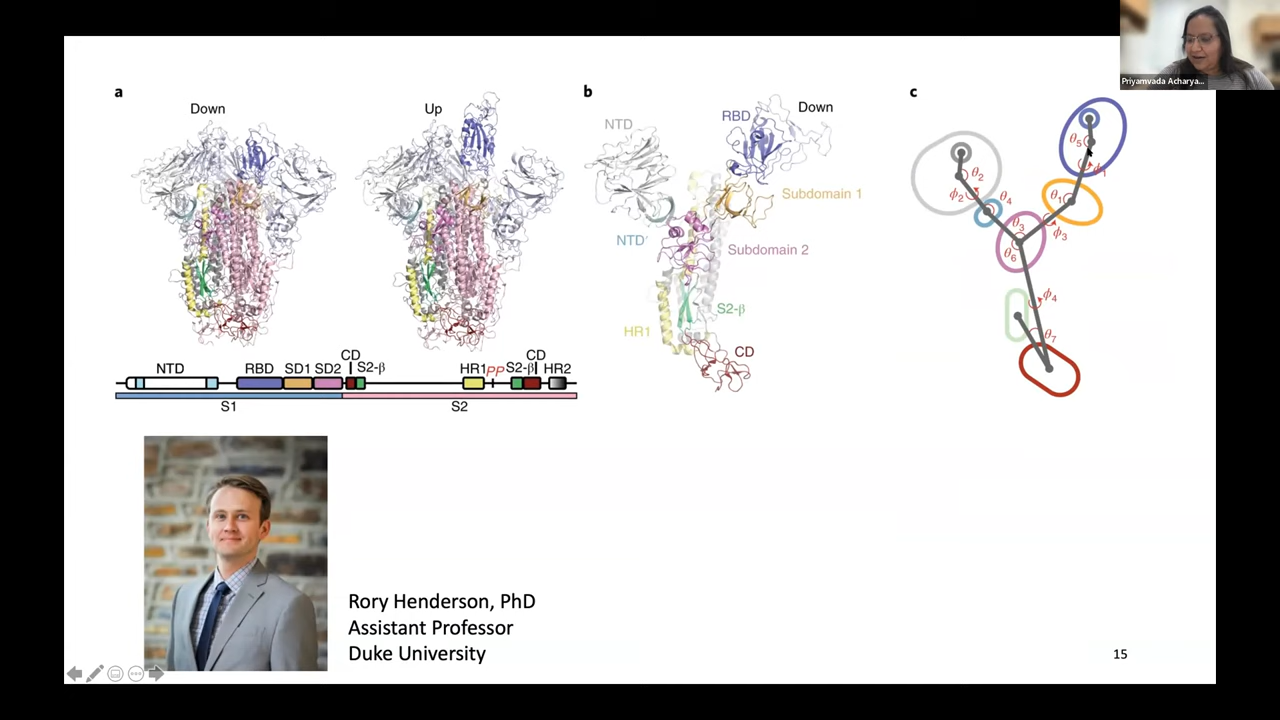 Priyamvada Acharya...
a
Down
Up
b
NTD
RBD
Down
Subdomain 1
NTD′
Subdomain 2
HR1
S2-β
CD
c
θ5
ϕ1
θ2
ϕ2
θ4
θ1
θ3
ϕ3
θ6
ϕ4
θ7
CD CD
NTD RBD SD1 SD2 S2-β HR1 PP S2-β HR2
S1 S2
Rory Henderson, PhD
Assistant Professor
Duke University
15